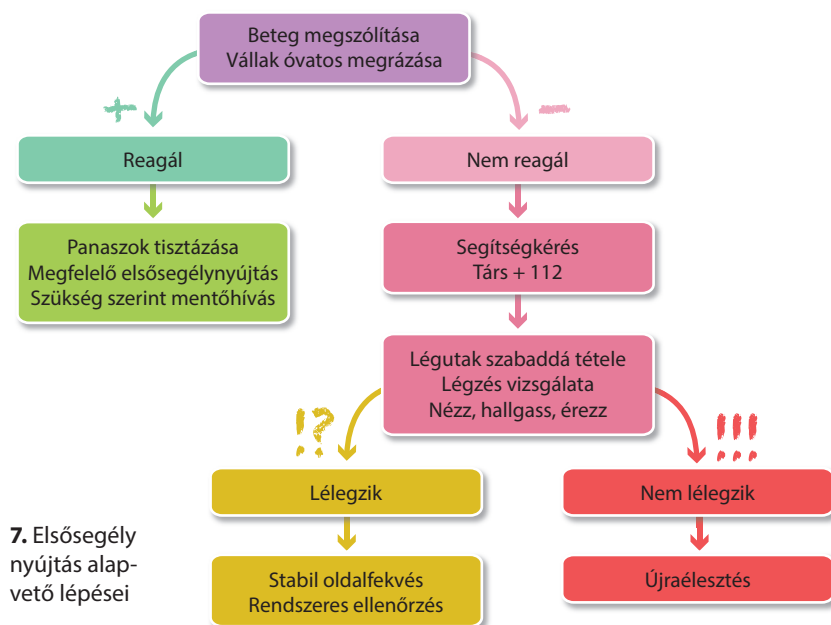 Beteg megszólítása
Vállak óvatos megrázása
+
–
Reagál
Nem reagál
Panaszok tisztázása
Megfelelő elsősegélynyújtás
Szükség szerint mentőhívás
Segítségkérés
Társ + 112
Légutak szabaddá tétele
Légzés vizsgálata
Nézz, hallgass, érezz
!?
!!!
Lélegzik
Nem lélegzik
Stabil oldalfekvés
Rendszeres ellenőrzés
Újraélesztés
7. Elsősegély
nyújtás alap-
vető lépései